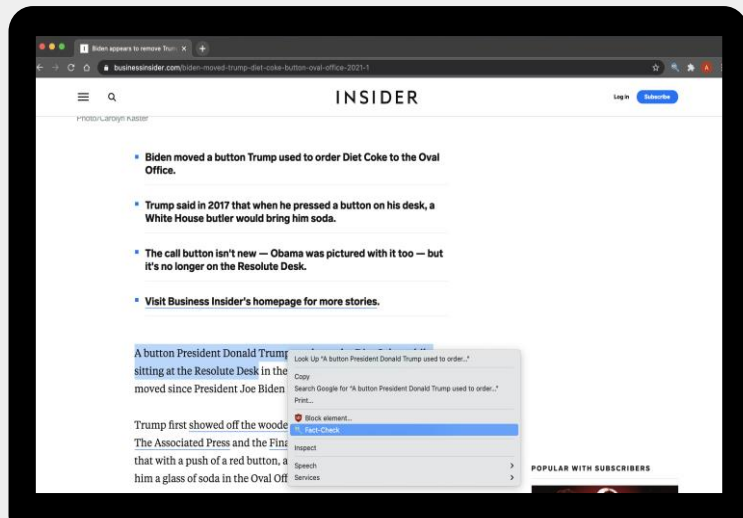 Biden appears to remove Trum
businessinsider.com/biden-moved-trump-diet-coke-button-oval-office-2021-1
INSIDER
Log in
Subscribe
Photo/Carolyn Kaster
Biden moved a button Trump used to order Diet Coke to the Oval
Office.
Trump said in 2017 that when he pressed a button on his desk, a
White House butler would bring him soda.
The call button isn't new — Obama was pictured with it too — but
it's no longer on the Resolute Desk.
Visit Business Insider's homepage for more stories.
A button President Donald Trump
sitting at the Resolute Desk in the
moved since President Joe Biden
Look Up "A button President Donald Trump used to order..."
Copy
Search Google for "A button President Donald Trump used to order..."
Print...
Block element...
Fact-Check
Inspect
Speech
Services
Trump first showed off the woode
The Associated Press and the Fina
that with a push of a red button, a
him a glass of soda in the Oval Off
POPULAR WITH SUBSCRIBERS